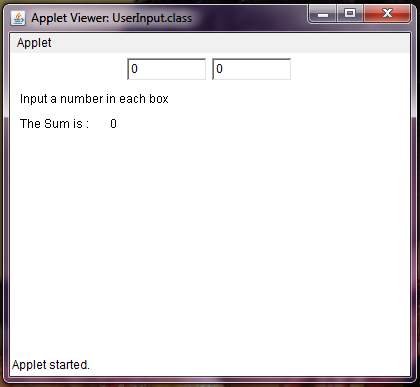 Applet Viewer: UserInput.class
Applet
0 0
Input a number in each box
The Sum is : 0
Applet started.